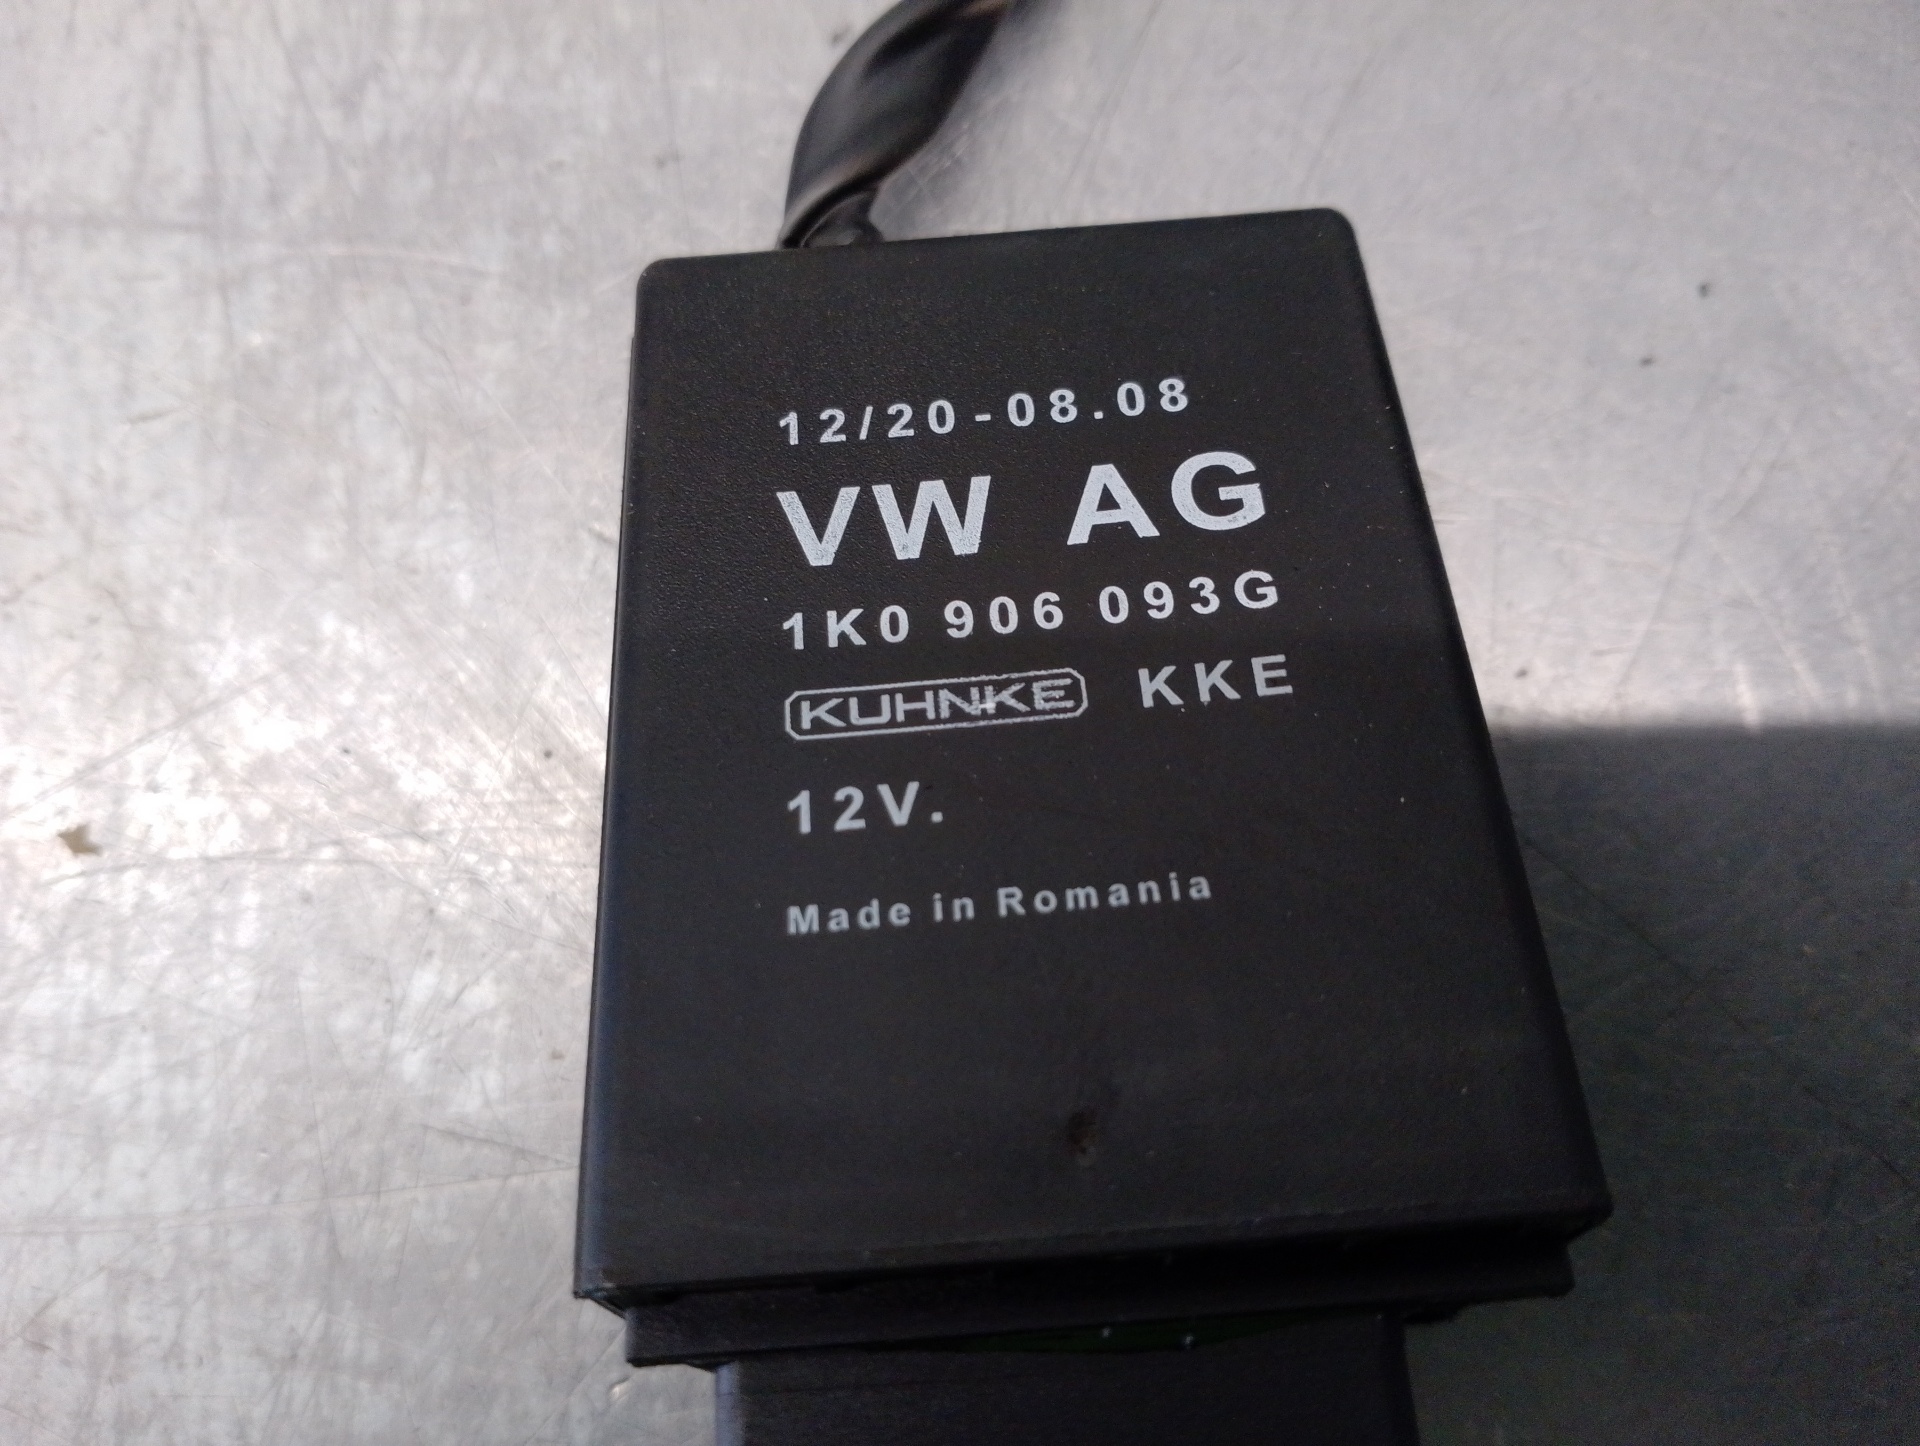 12/20-08.08
VW AG
1K0 906 093G
KUHNKE KKE
12V.
Made in Romania